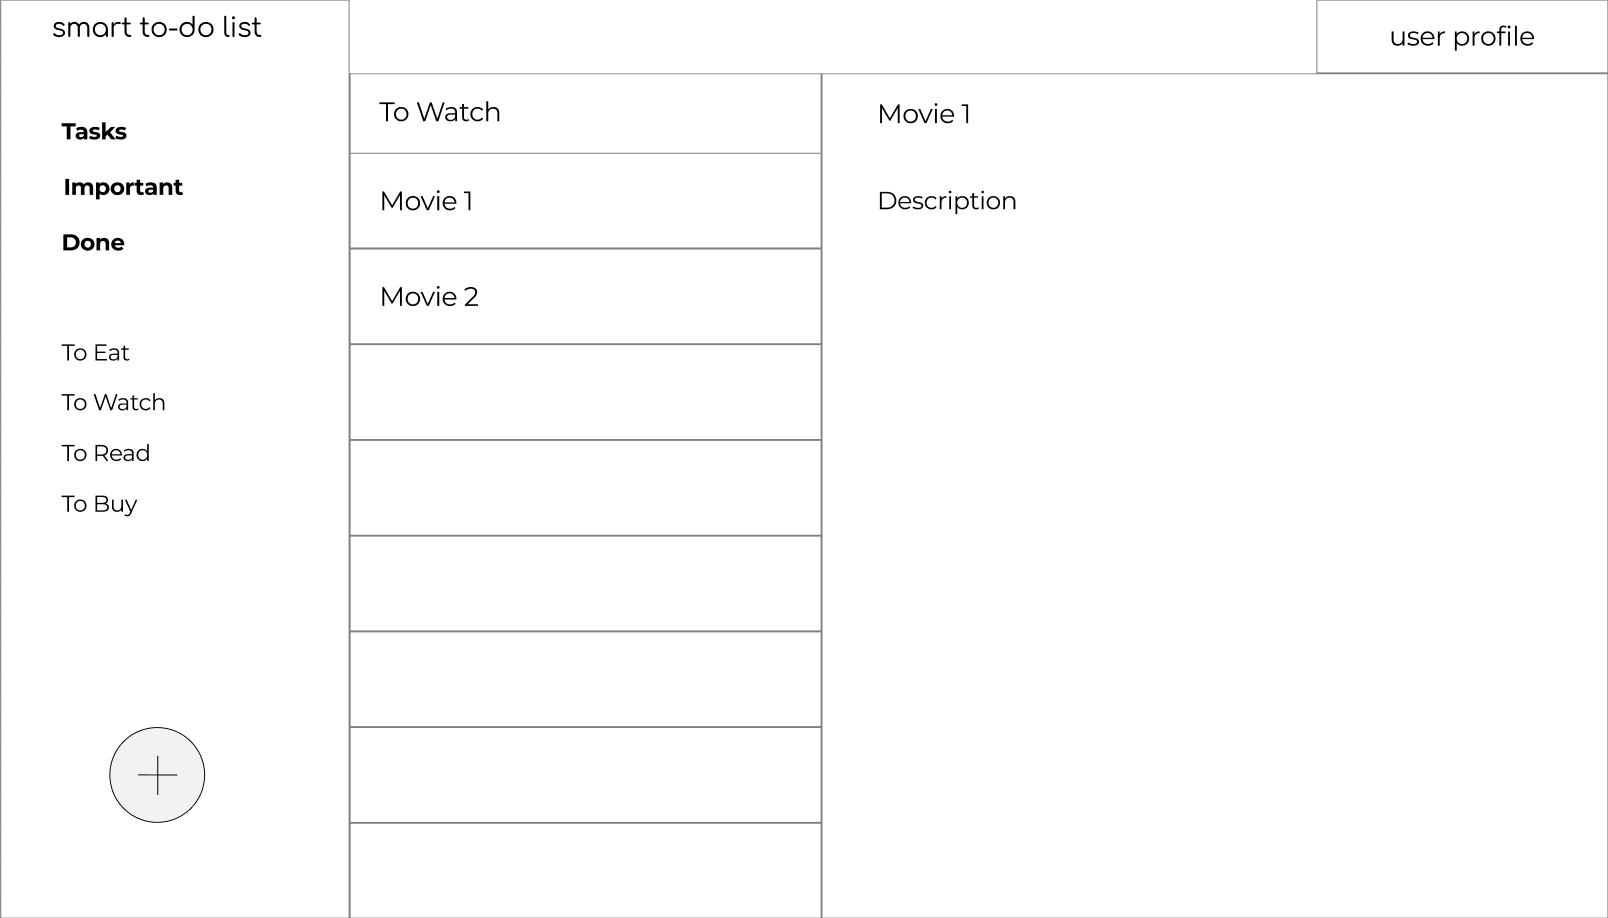 smart to-do list
user profile
Tasks
Important
Done
To Eat
To Watch
To Read
To Buy
To Watch
Movie 1
Movie 2
Movie 1
Description